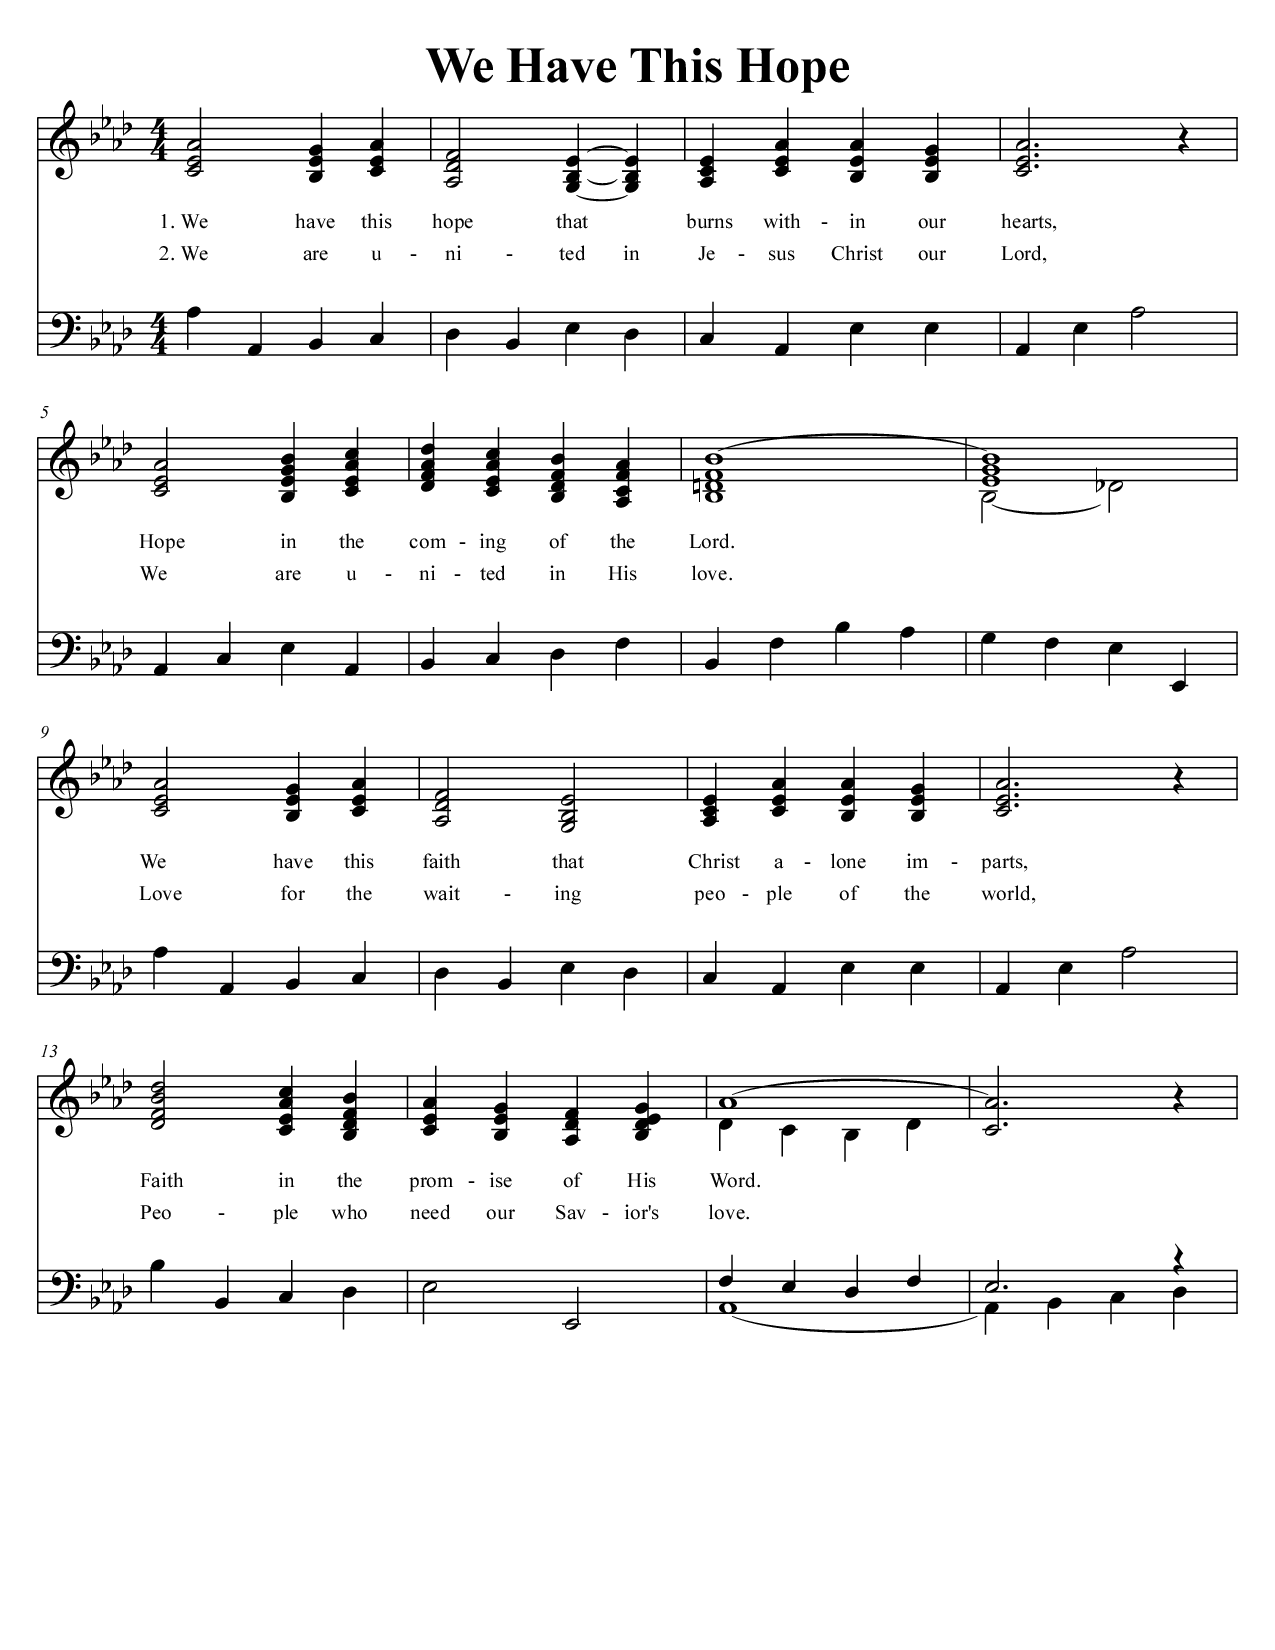 We Have This Hope
1. We have this hope that burns with - in our hearts,
2. We are u - ni - ted in Je - sus Christ our Lord,
5
Hope in the com - ing of the Lord.
We are u - ni - ted in His love.
9
We have this faith that Christ a - lone im - parts,
Love for the wait - ing peo - ple of the world,
13
Faith in the prom - ise of His Word.
Peo - ple who need our Sav - ior's love.